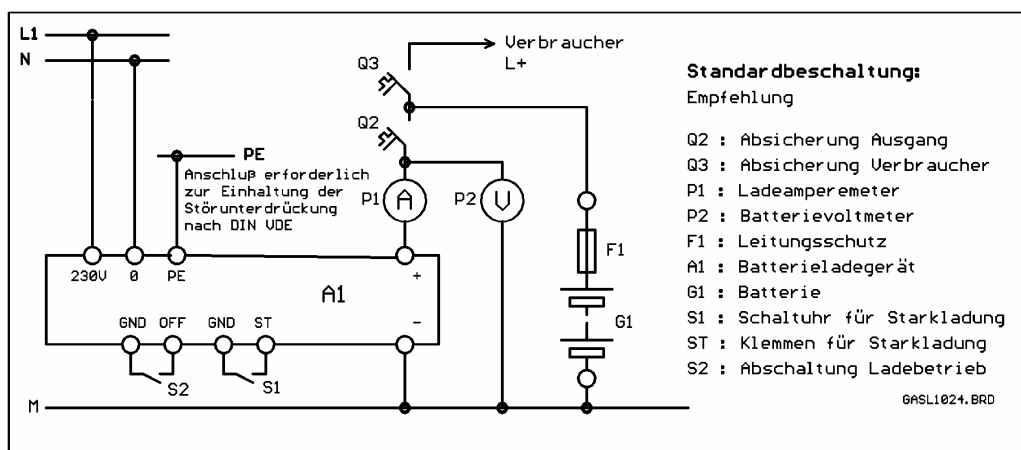 L1
N
PE
Anschluβ erforderlich
zur Einhaltung der
Störunterdrückung
nach DIN VDE
Verbraucher
L+
Q3
Q2
P1
A
P2
V
F1
G1
230V
0
PE
+
A1
-
GND
OFF
GND
ST
S2
S1
M
Standardbeschaltung:
Empfehlung
Q2 : Absicherung Ausgang
Q3 : Absicherung Verbraucher
P1 : Ladeamperemeter
P2 : Batterievoltmeter
F1 : Leitungsschutz
A1 : Batterieladegerät
G1 : Batterie
S1 : Schaltuhr für Starkladung
ST : Klemmen für Starkladung
S2 : Abschaltung Ladebetrieb
GASL1024.BRD